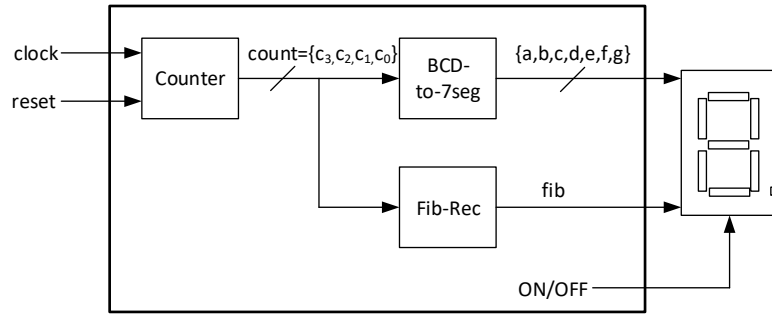 clock
reset
Counter
count={c₃,c₂,c₁,c₀}
BCD-
to-7seg
{a,b,c,d,e,f,g}
Fib-Rec
fib
ON/OFF